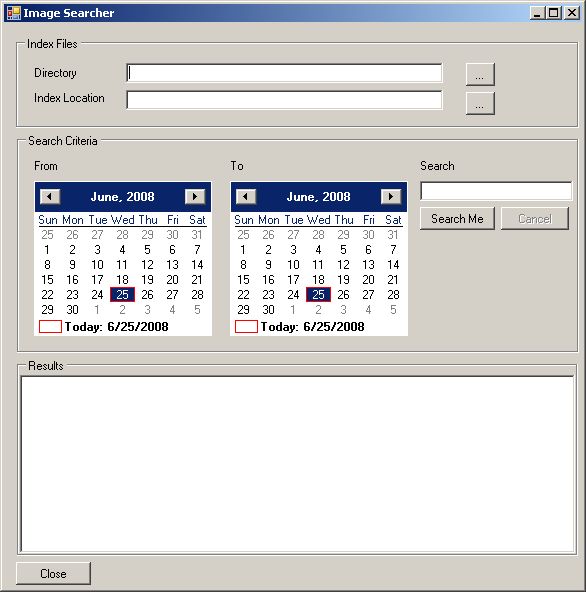 Image Searcher
Index Files
Directory
...
Index Location
...
Search Criteria
From To Search
June, 2008 June, 2008
Sun Mon Tue Wed Thu Fri Sat Sun Mon Tue Wed Thu Fri Sat
25 26 27 28 29 30 31 25 26 27 28 29 30 31
Search Me Cancel
1 2 3 4 5 6 7 1 2 3 4 5 6 7
8 9 10 11 12 13 14 8 9 10 11 12 13 14
15 16 17 18 19 20 21 15 16 17 18 19 20 21
22 23 24 25 26 27 28 22 23 24 25 26 27 28
29 30 1 2 3 4 5 29 30 1 2 3 4 5
Today: 6/25/2008 Today: 6/25/2008
Results
Close